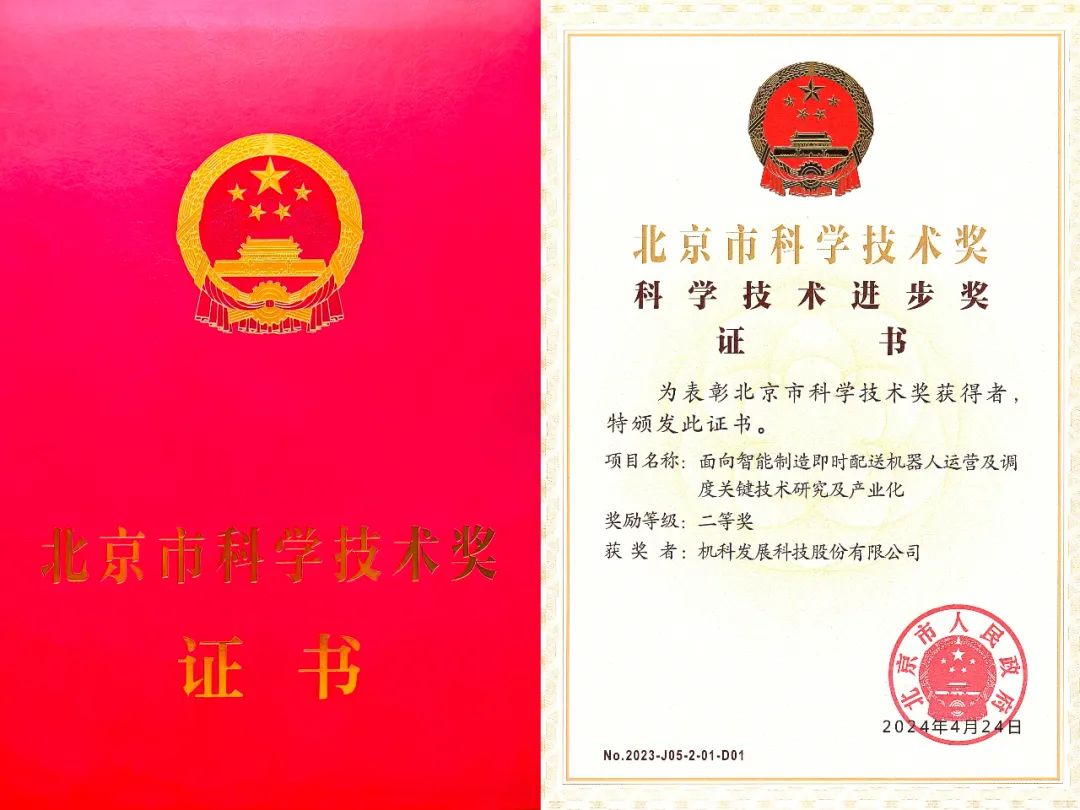 北京市科学技术奖
证书
北京市科学技术奖
科学技术进步奖
证书
为表彰北京市科学技术奖获得者，
特颁发此证书。
项目名称：面向智能制造即时配送机器人运营及调
度关键技术研究及产业化
奖励等级：二等奖
获奖者：机科发展科技股份有限公司
北京市人民政府
2024年4月24日
No.2023-J05-2-01-D01